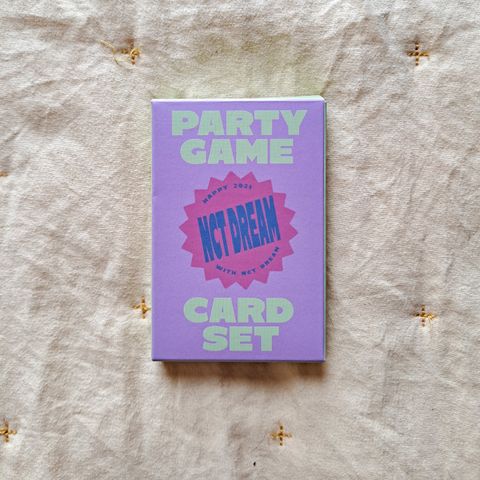 PARTY
GAME
HAPPY 2021
NCT DREAM
WITH NCT DREAM
CARD
SET